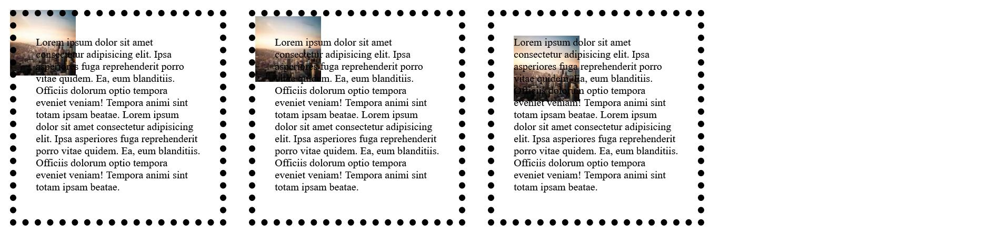 Lorem ipsum dolor sit amet
consectetur adipisicing elit. Ipsa
asperiores fuga reprehenderit porro
vitae quidem. Ea, eum blanditiis.
Officiis dolorum optio tempora
eveniet veniam! Tempora animi sint
totam ipsam beatae. Lorem ipsum
dolor sit amet consectetur adipisicing
elit. Ipsa asperiores fuga reprehenderit
porro vitae quidem. Ea, eum blanditiis.
Officiis dolorum optio tempora
eveniet veniam! Tempora animi sint
totam ipsam beatae.
Lorem ipsum dolor sit amet
consectetur adipisicing elit. Ipsa
asperiores fuga reprehenderit porro
vitae quidem. Ea, eum blanditiis.
Officiis dolorum optio tempora
eveniet veniam! Tempora animi sint
totam ipsam beatae. Lorem ipsum
dolor sit amet consectetur adipisicing
elit. Ipsa asperiores fuga reprehenderit
porro vitae quidem. Ea, eum blanditiis.
Officiis dolorum optio tempora
eveniet veniam! Tempora animi sint
totam ipsam beatae.
Lorem ipsum dolor sit amet
consectetur adipisicing elit. Ipsa
asperiores fuga reprehenderit porro
vitae quidem. Ea, eum blanditiis.
Officiis dolorum optio tempora
eveniet veniam! Tempora animi sint
totam ipsam beatae. Lorem ipsum
dolor sit amet consectetur adipisicing
elit. Ipsa asperiores fuga reprehenderit
porro vitae quidem. Ea, eum blanditiis.
Officiis dolorum optio tempora
eveniet veniam! Tempora animi sint
totam ipsam beatae.